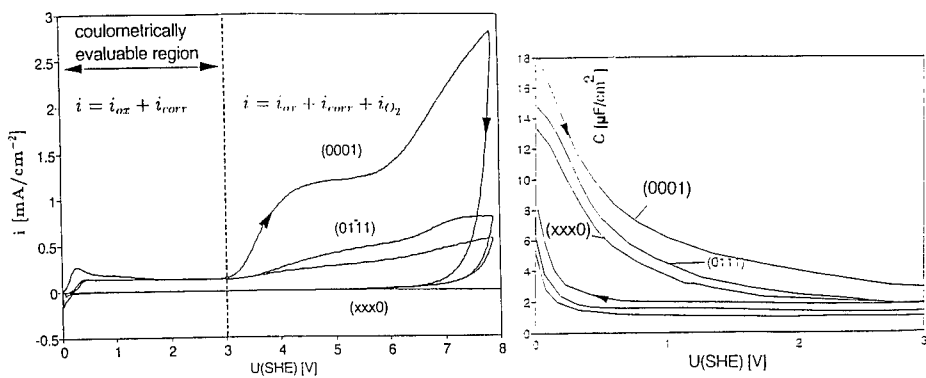 coulometrically
evaluable region
i = i_ox + i_corr
i = i_ox + i_corr + i_O2
(0001)
(01̄11)
(xxx0)
i [mA/cm⁻²]
3
2.5
2
1.5
1
0.5
0
-0.5
0 1 2 3 4 5 6 7 8
U(SHE) [V]
C [µF/cm²]
18
16
14
12
10
8
6
4
2
0
(0001)
(xxx0)
0 1 2 3
U(SHE) [V]